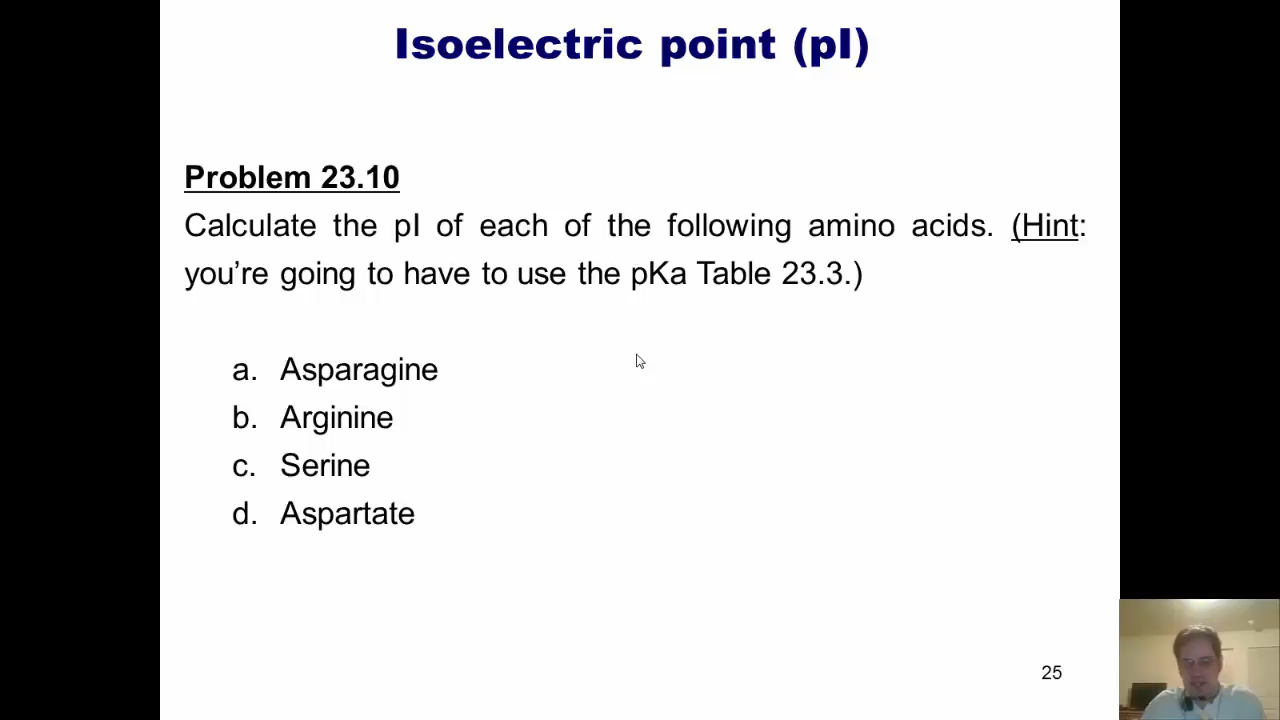 Isoelectric point (pI)
Problem 23.10
Calculate the pI of each of the following amino acids. (Hint:
you’re going to have to use the pKa Table 23.3.)
a. Asparagine
b. Arginine
c. Serine
d. Aspartate
25